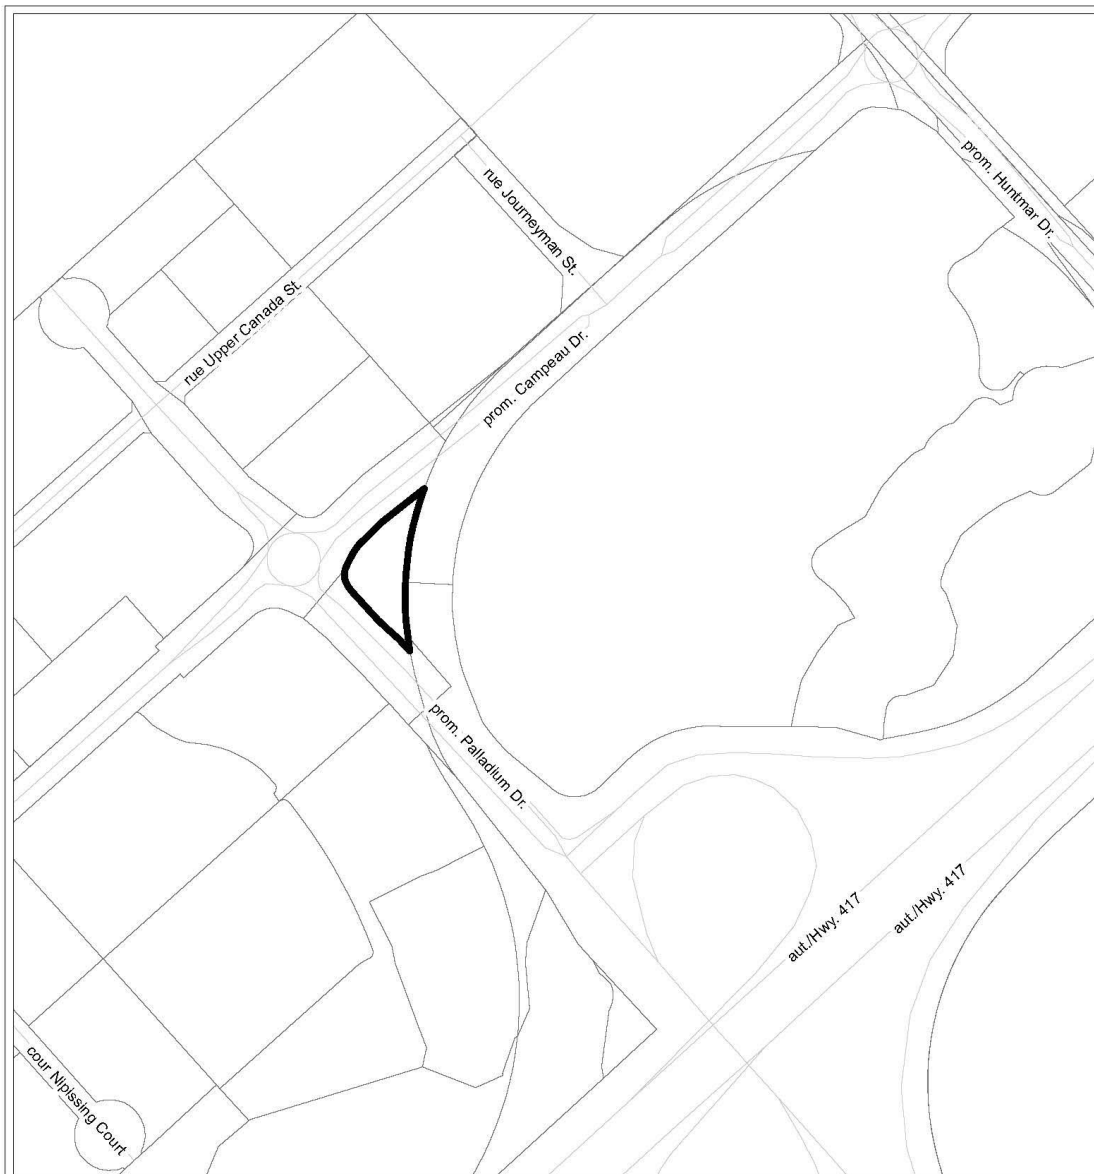 prom. Huntmar Dr.
rue Journeyman St.
rue Upper Canada St.
prom. Campeau Dr.
prom. Palladium Dr.
aut./Hwy. 417
aut./Hwy. 417
cour Nipissing Court